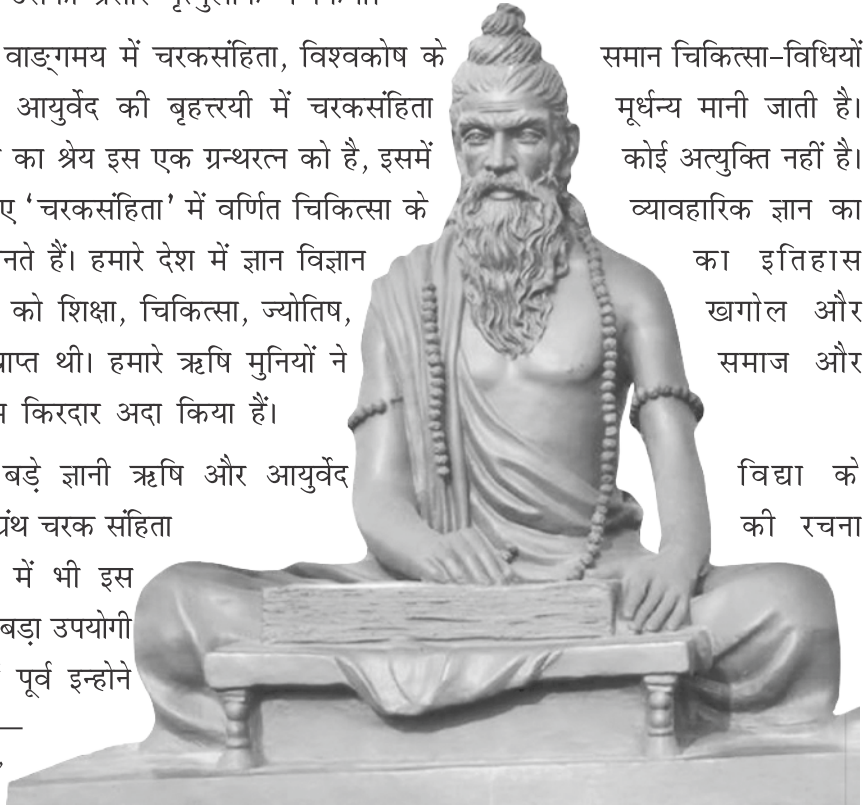 वाङ्गमय में चरकसंहिता, विश्वकोष के समान चिकित्सा-विधियों
आयुर्वेद की बृहत्त्रयी में चरकसंहिता मूर्धन्य मानी जाती है।
का श्रेय इस एक ग्रन्थरत्न को है, इसमें कोई अत्युक्ति नहीं है।
ए ‘चरकसंहिता’ में वर्णित चिकित्सा के व्यावहारिक ज्ञान का
नते हैं। हमारे देश में ज्ञान विज्ञान का इतिहास
को शिक्षा, चिकित्सा, ज्योतिष, खगोल और
थी। हमारे ऋषि मुनियों ने समाज और
किरदार अदा किया हैं।
बड़े ज्ञानी ऋषि और आयुर्वेद विद्या के
चरक संहिता की रचना
में भी इस
बड़ा उपयोगी
पूर्व इन्होने